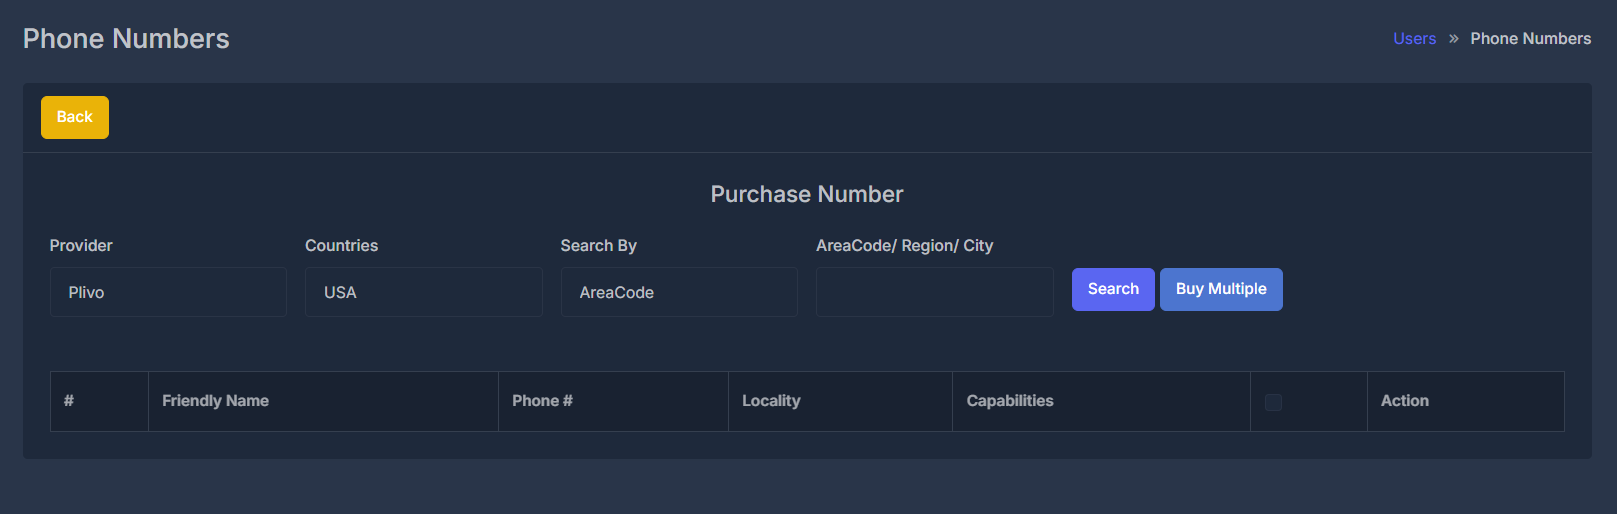 Phone Numbers
Users » Phone Numbers
Back
Purchase Number
Provider Countries Search By AreaCode/ Region/ City
Plivo USA AreaCode Search Buy Multiple
# Friendly Name Phone # Locality Capabilities Action